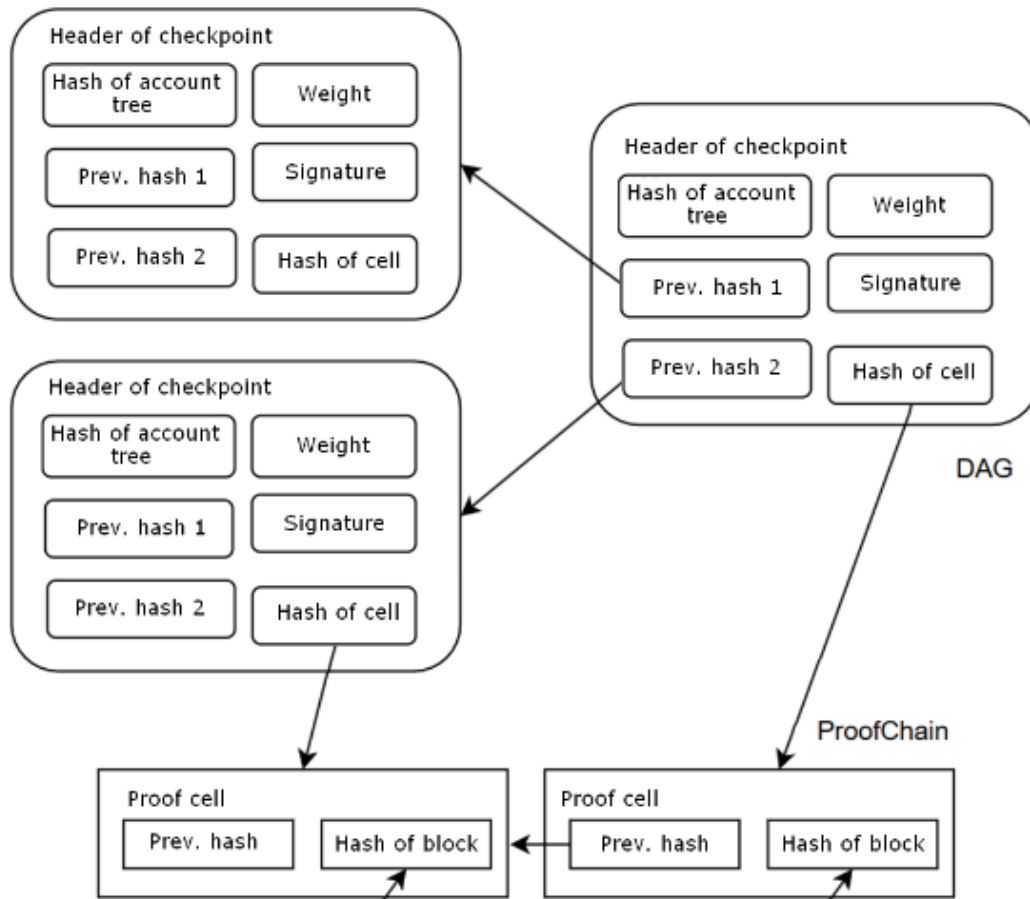 Header of checkpoint
Hash of account
tree
Weight
Prev. hash 1
Signature
Prev. hash 2
Hash of cell
Header of checkpoint
Hash of account
tree
Weight
Prev. hash 1
Signature
Prev. hash 2
Hash of cell
DAG
Header of checkpoint
Hash of account
tree
Weight
Prev. hash 1
Signature
Prev. hash 2
Hash of cell
ProofChain
Proof cell
Prev. hash
Hash of block
Proof cell
Prev. hash
Hash of block